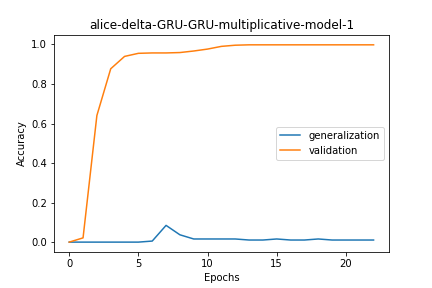 alice-delta-GRU-GRU-multiplicative-model-1
1.0
0.8
0.6
0.4
0.2
0.0
Accuracy
generalization
validation
0 5 10 15 20
Epochs